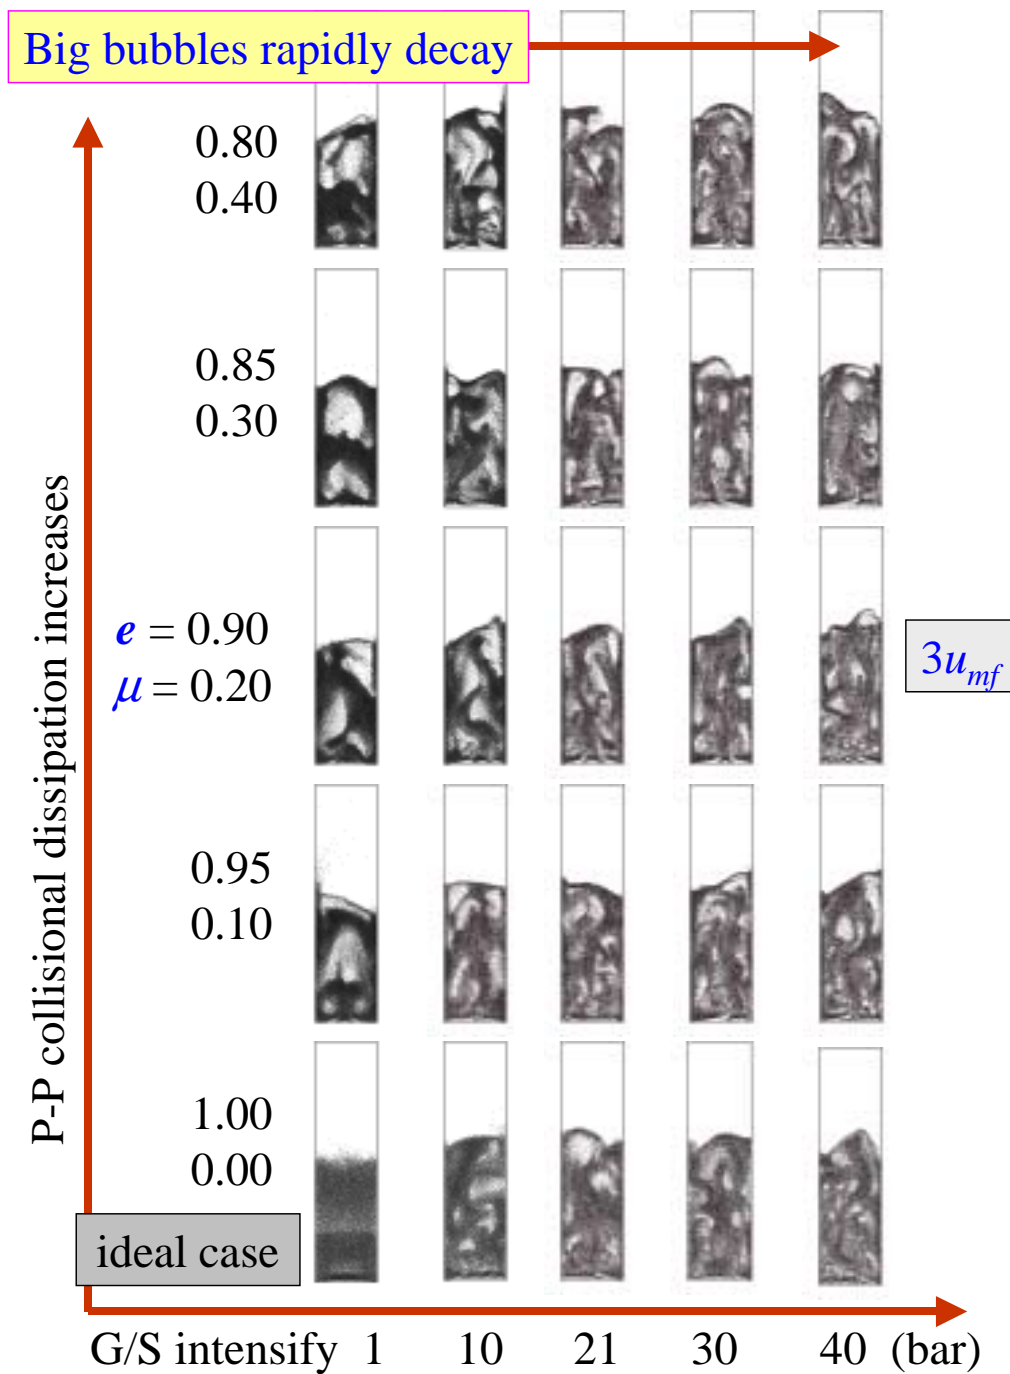 Big bubbles rapidly decay
0.80
0.40
0.85
0.30
P-P collisional dissipation increases
e = 0.90
μ = 0.20
3u_mf
0.95
0.10
1.00
0.00
ideal case
G/S intensify 1 10 21 30 40 (bar)